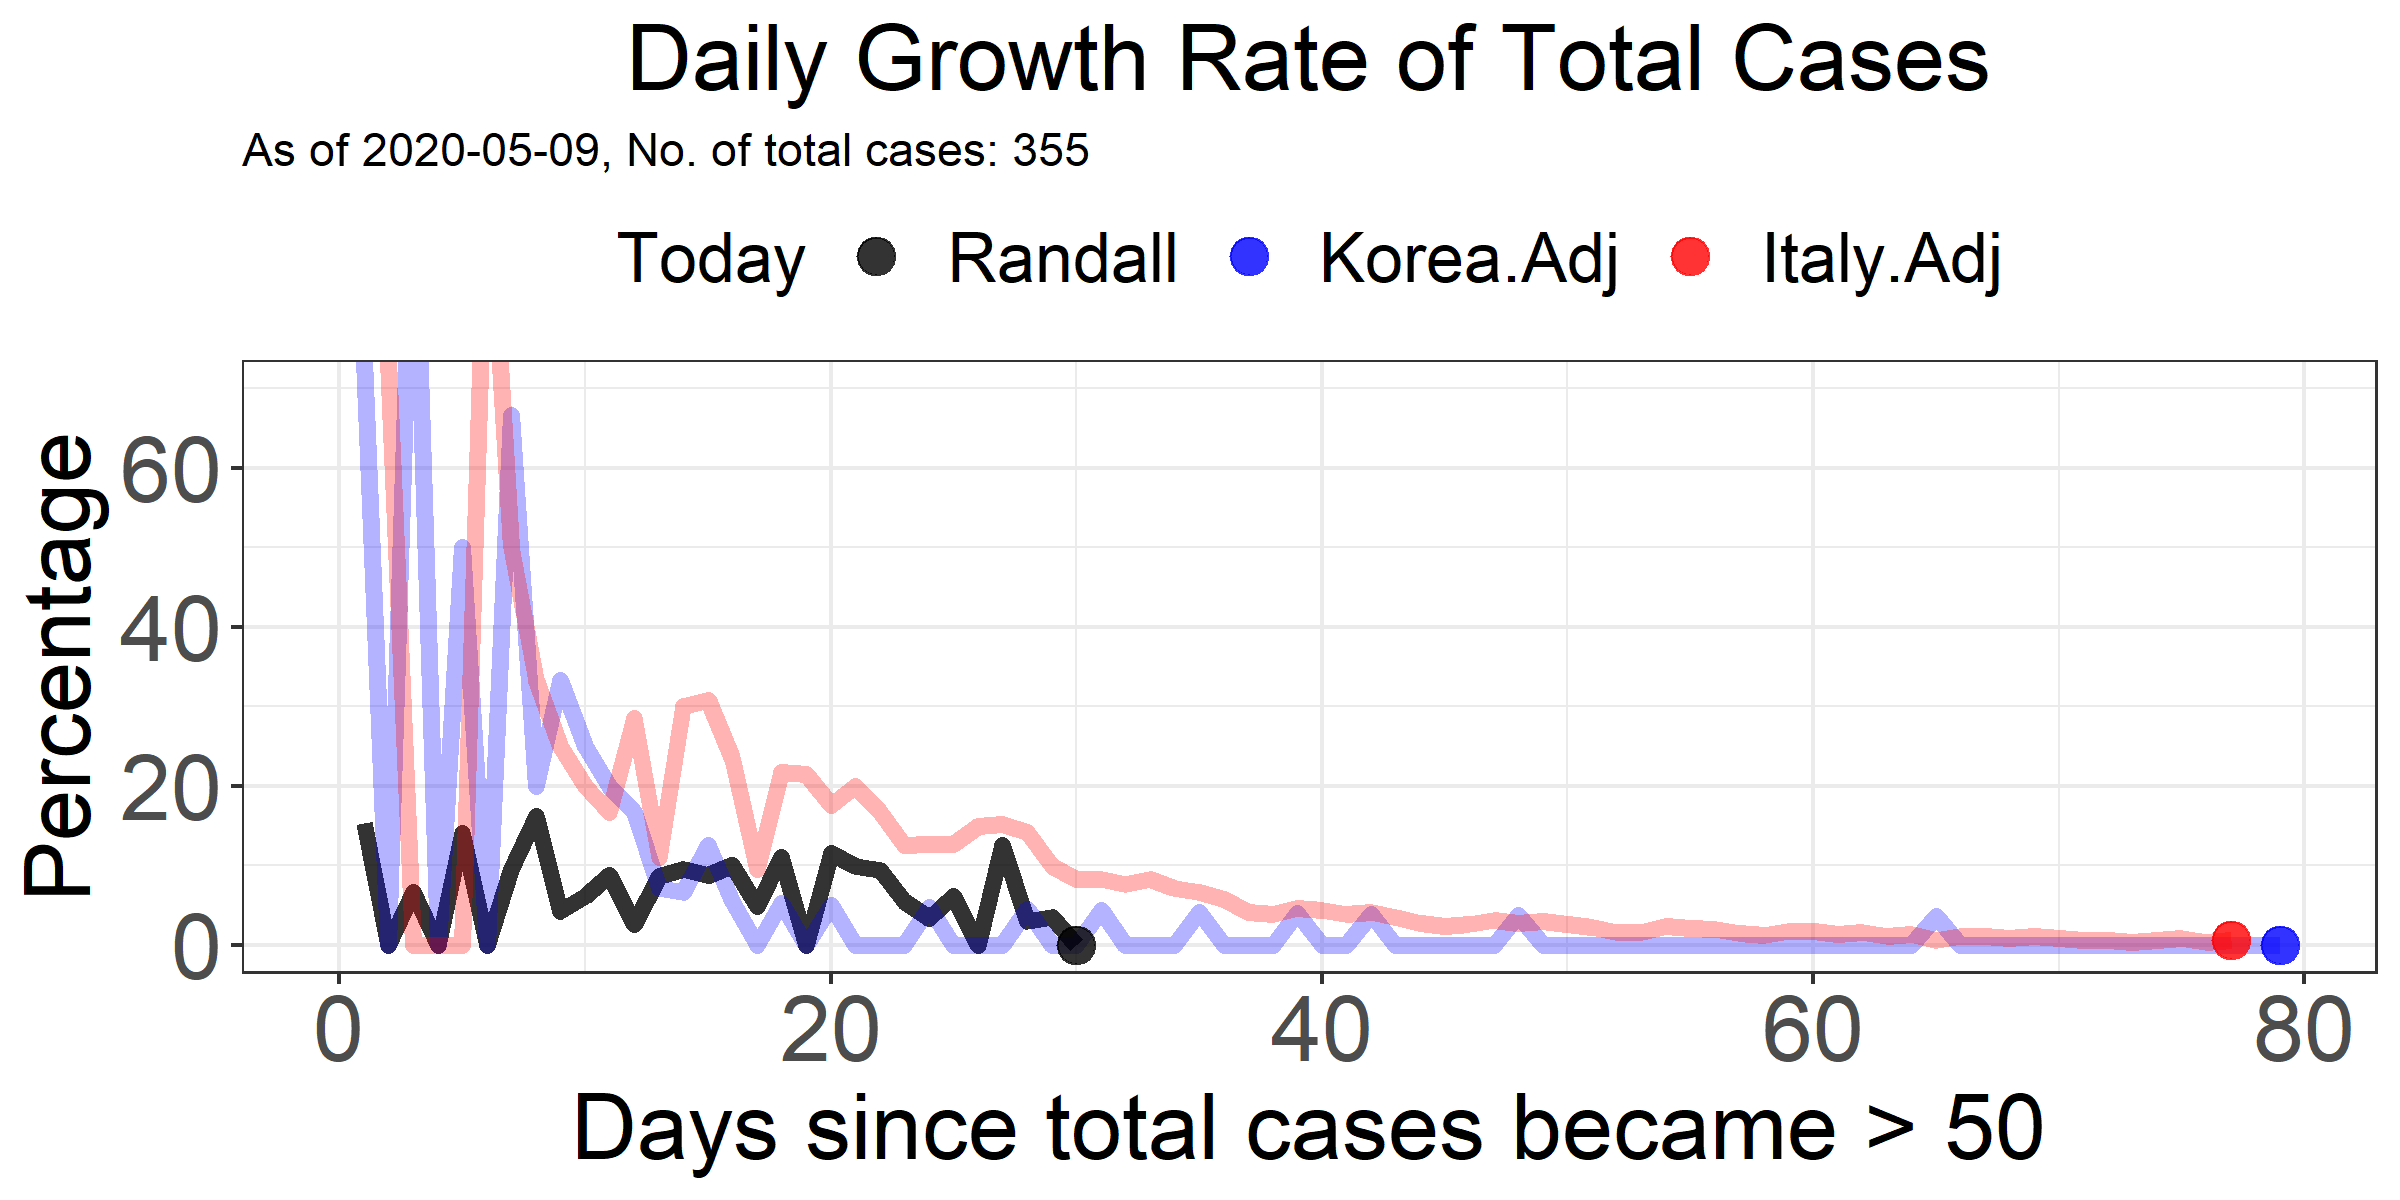 Daily Growth Rate of Total Cases
As of 2020-05-09, No. of total cases: 355
Today Randall Korea.Adj Italy.Adj
Percentage
60
40
20
0
0 20 40 60 80
Days since total cases became > 50